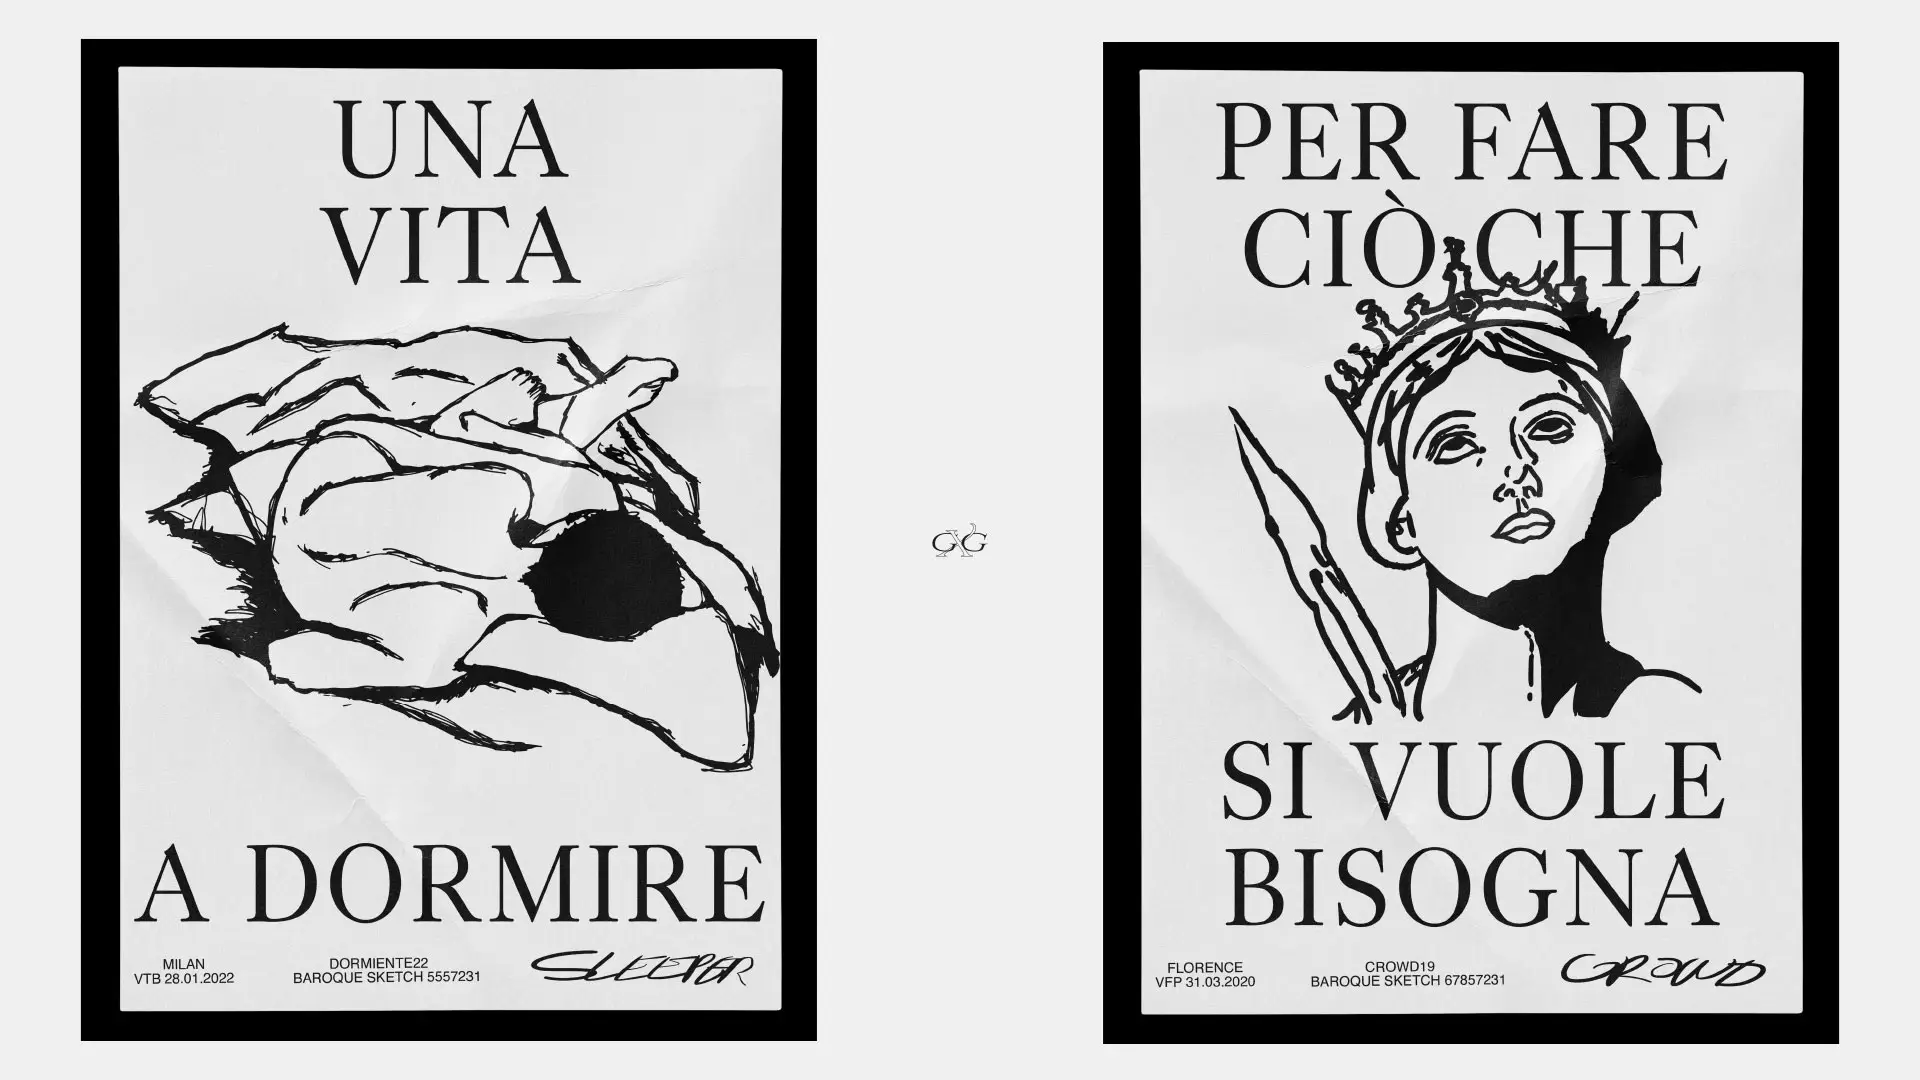 UNA
VITA
A DORMIRE
MILAN
VTB 28.01.2022
DORMIENTE22
BAROQUE SKETCH 5557231
SLEEPER
GXG
PER FARE
CIÒ CHE
SI VUOLE
BISOGNA
FLORENCE
VFP 31.03.2020
CROWD19
BAROQUE SKETCH 67857231
CROWD